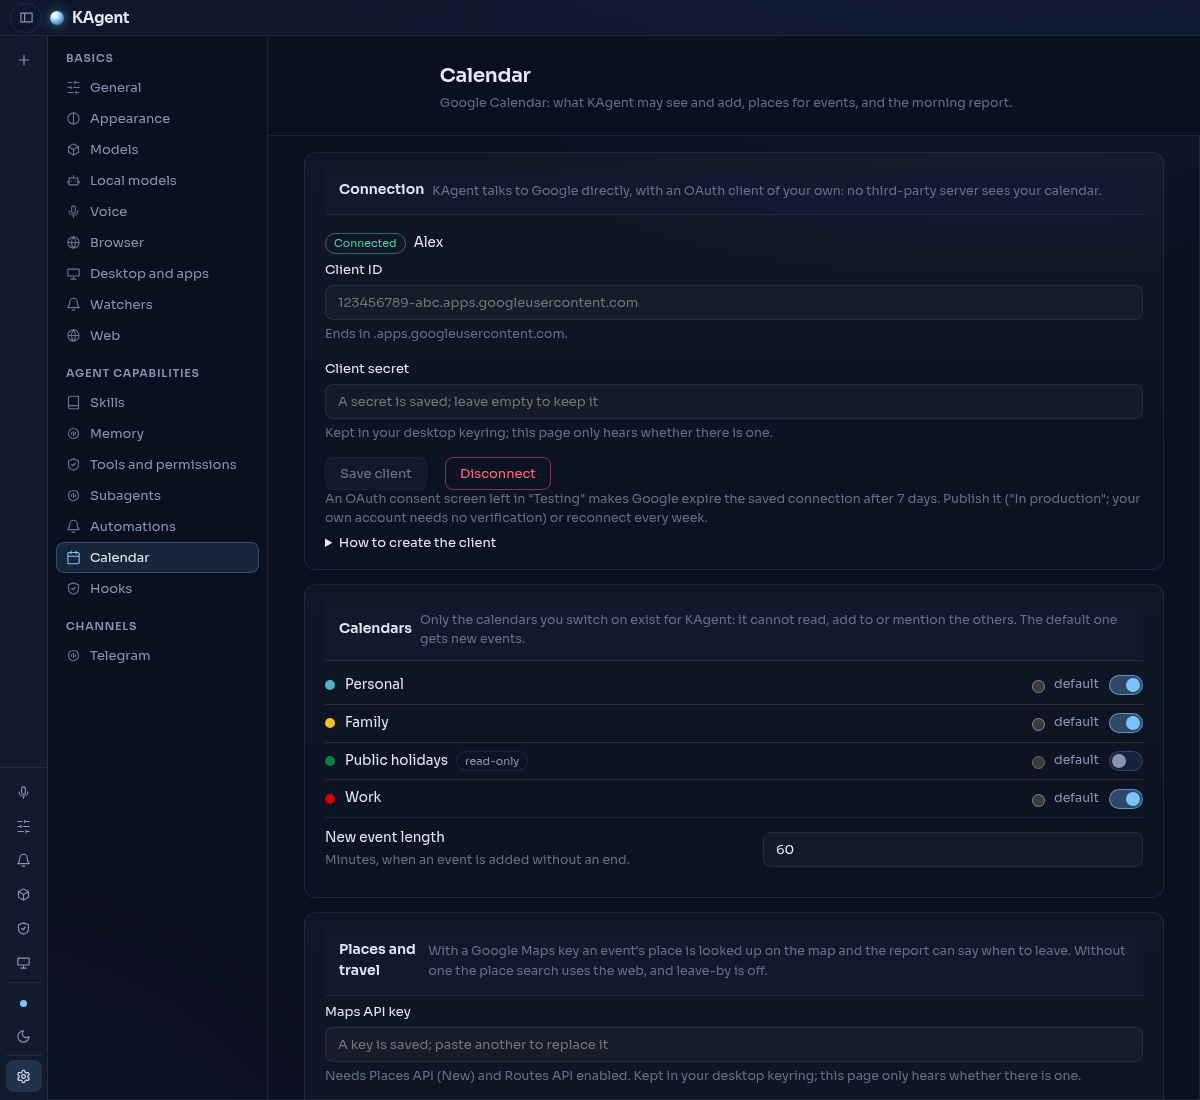 KAgent
BASICS
General
Appearance
Models
Local models
Voice
Browser
Desktop and apps
Watchers
Web
AGENT CAPABILITIES
Skills
Memory
Tools and permissions
Subagents
Automations
Calendar
Hooks
CHANNELS
Telegram
Calendar
Google Calendar: what KAgent may see and add, places for events, and the morning report.
Connection KAgent talks to Google directly, with an OAuth client of your own: no third-party server sees your calendar.
Connected Alex
Client ID
123456789-abc.apps.googleusercontent.com
Ends in .apps.googleusercontent.com.
Client secret
A secret is saved; leave empty to keep it
Kept in your desktop keyring; this page only hears whether there is one.
Save client Disconnect
An OAuth consent screen left in "Testing" makes Google expire the saved connection after 7 days. Publish it ("In production"; your
own account needs no verification) or reconnect every week.
How to create the client
Calendars Only the calendars you switch on exist for KAgent: it cannot read, add to or mention the others. The default one
gets new events.
Personal default
Family default
Public holidays read-only default
Work default
New event length
Minutes, when an event is added without an end.
60
Places and
travel
With a Google Maps key an event's place is looked up on the map and the report can say when to leave. Without
one the place search uses the web, and leave-by is off.
Maps API key
A key is saved; paste another to replace it
Needs Places API (New) and Routes API enabled. Kept in your desktop keyring; this page only hears whether there is one.